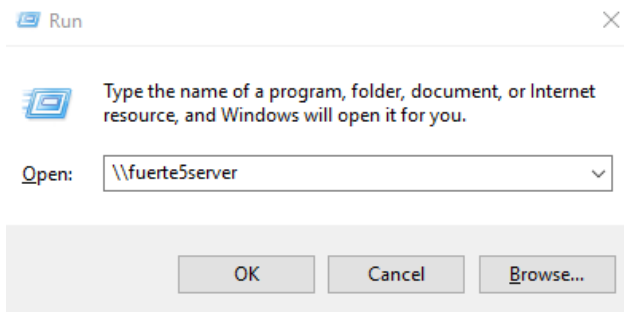 Run
Type the name of a program, folder, document, or Internet
resource, and Windows will open it for you.
Open: \\fuerte5server
OK Cancel Browse...